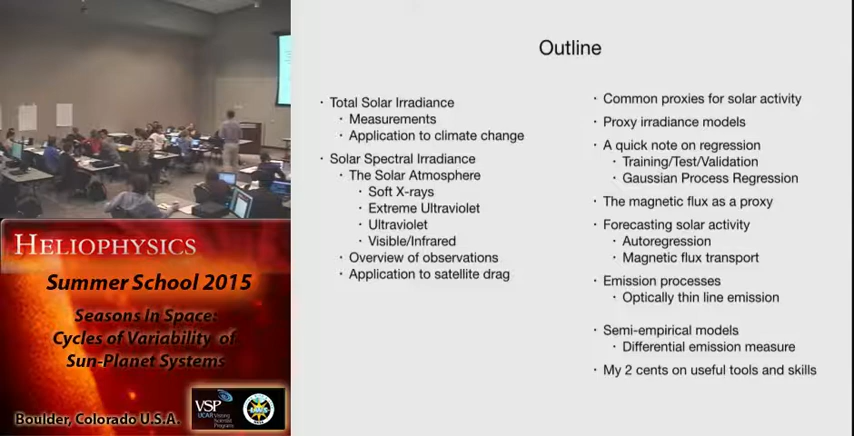 Outline
· Total Solar Irradiance
· Measurements
· Application to climate change
· Solar Spectral Irradiance
· The Solar Atmosphere
· Soft X-rays
· Extreme Ultraviolet
· Ultraviolet
· Visible/Infrared
· Overview of observations
· Application to satellite drag
· Common proxies for solar activity
· Proxy irradiance models
· A quick note on regression
· Training/Test/Validation
· Gaussian Process Regression
· The magnetic flux as a proxy
· Forecasting solar activity
· Autoregression
· Magnetic flux transport
· Emission processes
· Optically thin line emission
· Semi-empirical models
· Differential emission measure
· My 2 cents on useful tools and skills
HELIOPHYSICS
Summer School 2015
Seasons In Space:
Cycles of Variability of
Sun-Planet Systems
Boulder, Colorado U.S.A.
VSP
UCAR Visiting
Scientist
Programs